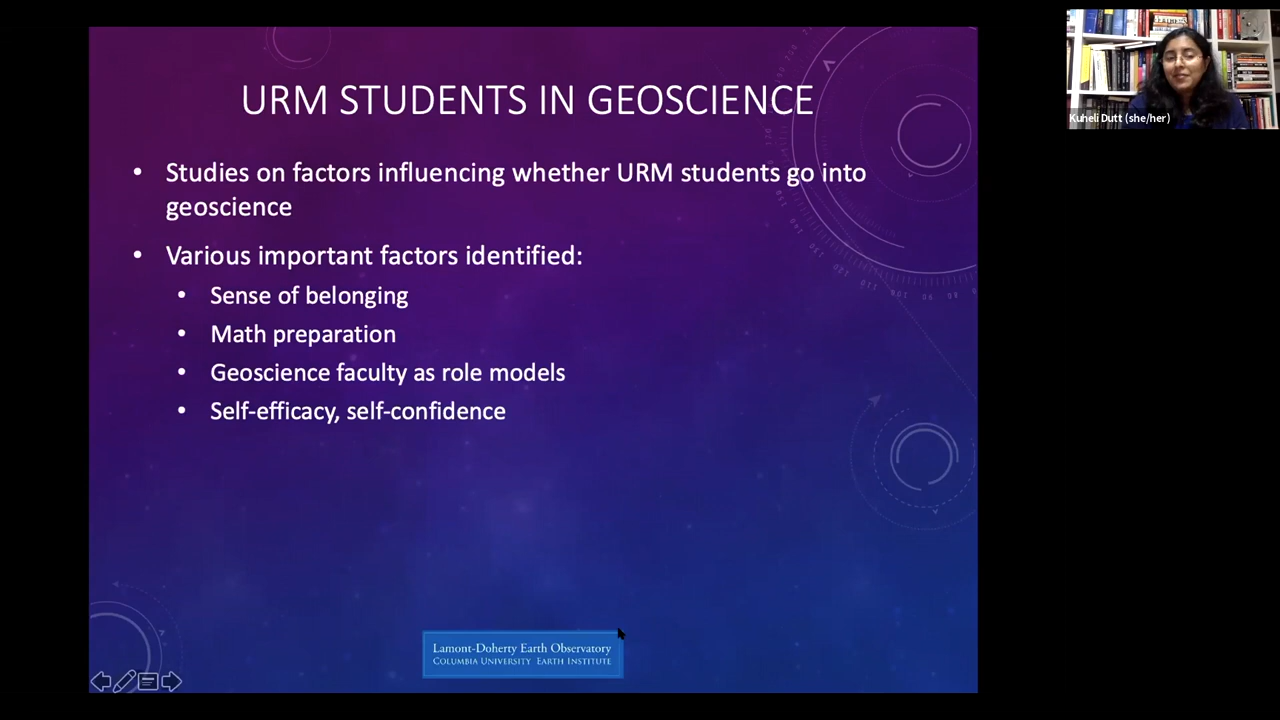 URM STUDENTS IN GEOSCIENCE
• Studies on factors influencing whether URM students go into
geoscience
• Various important factors identified:
• Sense of belonging
• Math preparation
• Geoscience faculty as role models
• Self-efficacy, self-confidence
Lamont-Doherty Earth Observatory
COLUMBIA UNIVERSITY EARTH INSTITUTE
Kuheli Dutt (she/her)